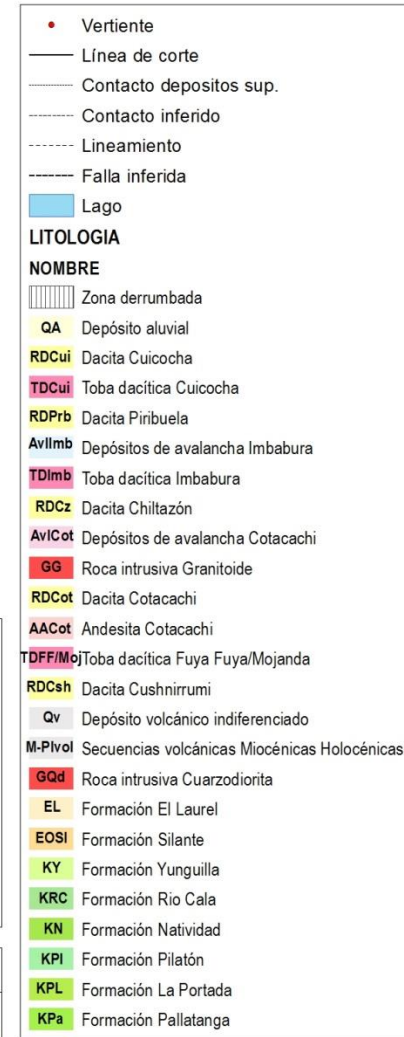 Vertiente
Línea de corte
Contacto depositos sup.
Contacto inferido
Lineamiento
Falla inferida
Lago
LITOLOGIA
NOMBRE
Zona derrumbada
QA Depósito aluvial
RDCui Dacita Cuicocha
TDCui Toba dacítica Cuicocha
RDPrb Dacita Piribuela
AvlImb Depósitos de avalancha Imbabura
TDImb Toba dacítica Imbabura
RDCz Dacita Chiltazón
AvlCot Depósitos de avalancha Cotacachi
GG Roca intrusiva Granitoide
RDCot Dacita Cotacachi
AACot Andesita Cotacachi
TDFF/Moj Toba dacítica Fuya Fuya/Mojanda
RDCsh Dacita Cushnirrumi
Qv Depósito volcánico indiferenciado
M-Plvol Secuencias volcánicas Miocénicas Holocénicas
GQd Roca intrusiva Cuarzodiorita
EL Formación El Laurel
EOSI Formación Silante
KY Formación Yunguilla
KRC Formación Rio Cala
KN Formación Natividad
KPI Formación Pilatón
KPL Formación La Portada
KPa Formación Pallatanga